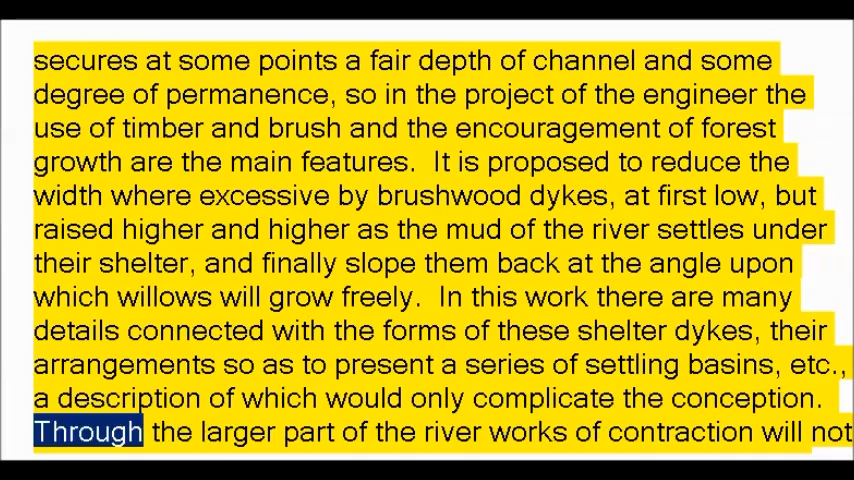 secures at some points a fair depth of channel and some
degree of permanence, so in the project of the engineer the
use of timber and brush and the encouragement of forest
growth are the main features.  It is proposed to reduce the
width where excessive by brushwood dykes, at first low, but
raised higher and higher as the mud of the river settles under
their shelter, and finally slope them back at the angle upon
which willows will grow freely.  In this work there are many
details connected with the forms of these shelter dykes, their
arrangements so as to present a series of settling basins, etc.,
a description of which would only complicate the conception.
Through the larger part of the river works of contraction will not